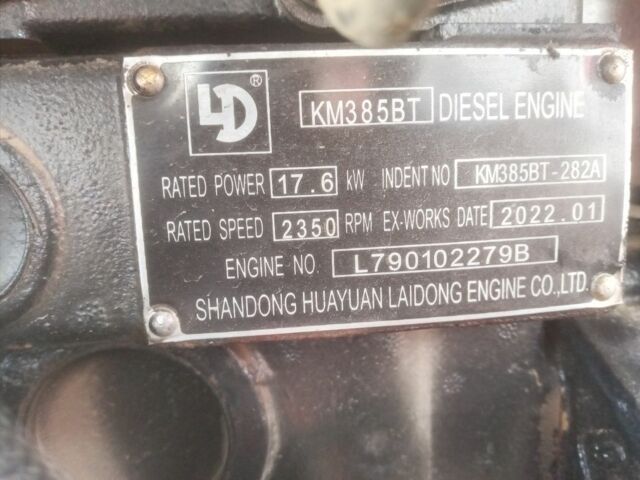 LD ®
KM385BT DIESEL ENGINE
RATED POWER 17.6 kW INDENT NO KM385BT-282A
RATED SPEED 2350 RPM EX-WORKS DATE 2022.01
ENGINE NO. L790102279B
SHANDONG HUAYUAN LAIDONG ENGINE CO.,LTD.